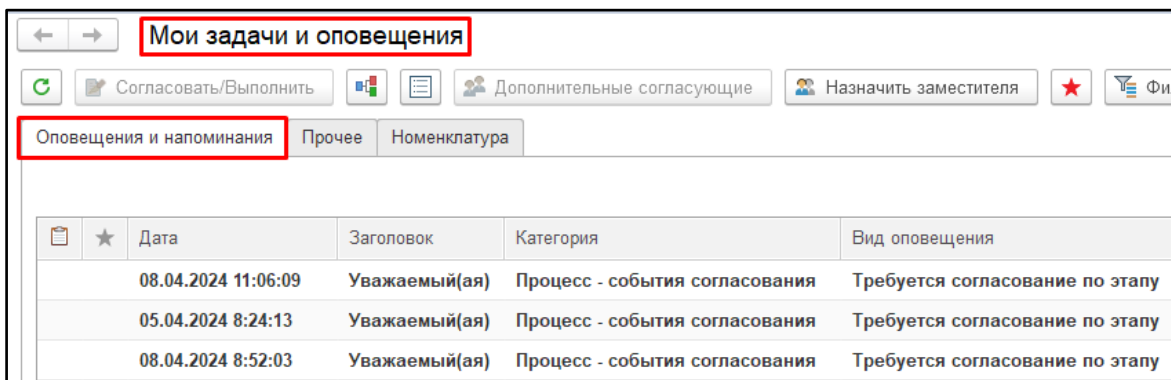 Мои задачи и оповещения
Согласовать/Выполнить Дополнительные согласующие Назначить заместителя Фи
Оповещения и напоминания Прочее Номенклатура
Дата Заголовок Категория Вид оповещения
08.04.2024 11:06:09 Уважаемый(ая) Процесс - события согласования Требуется согласование по этапу
05.04.2024 8:24:13 Уважаемый(ая) Процесс - события согласования Требуется согласование по этапу
08.04.2024 8:52:03 Уважаемый(ая) Процесс - события согласования Требуется согласование по этапу